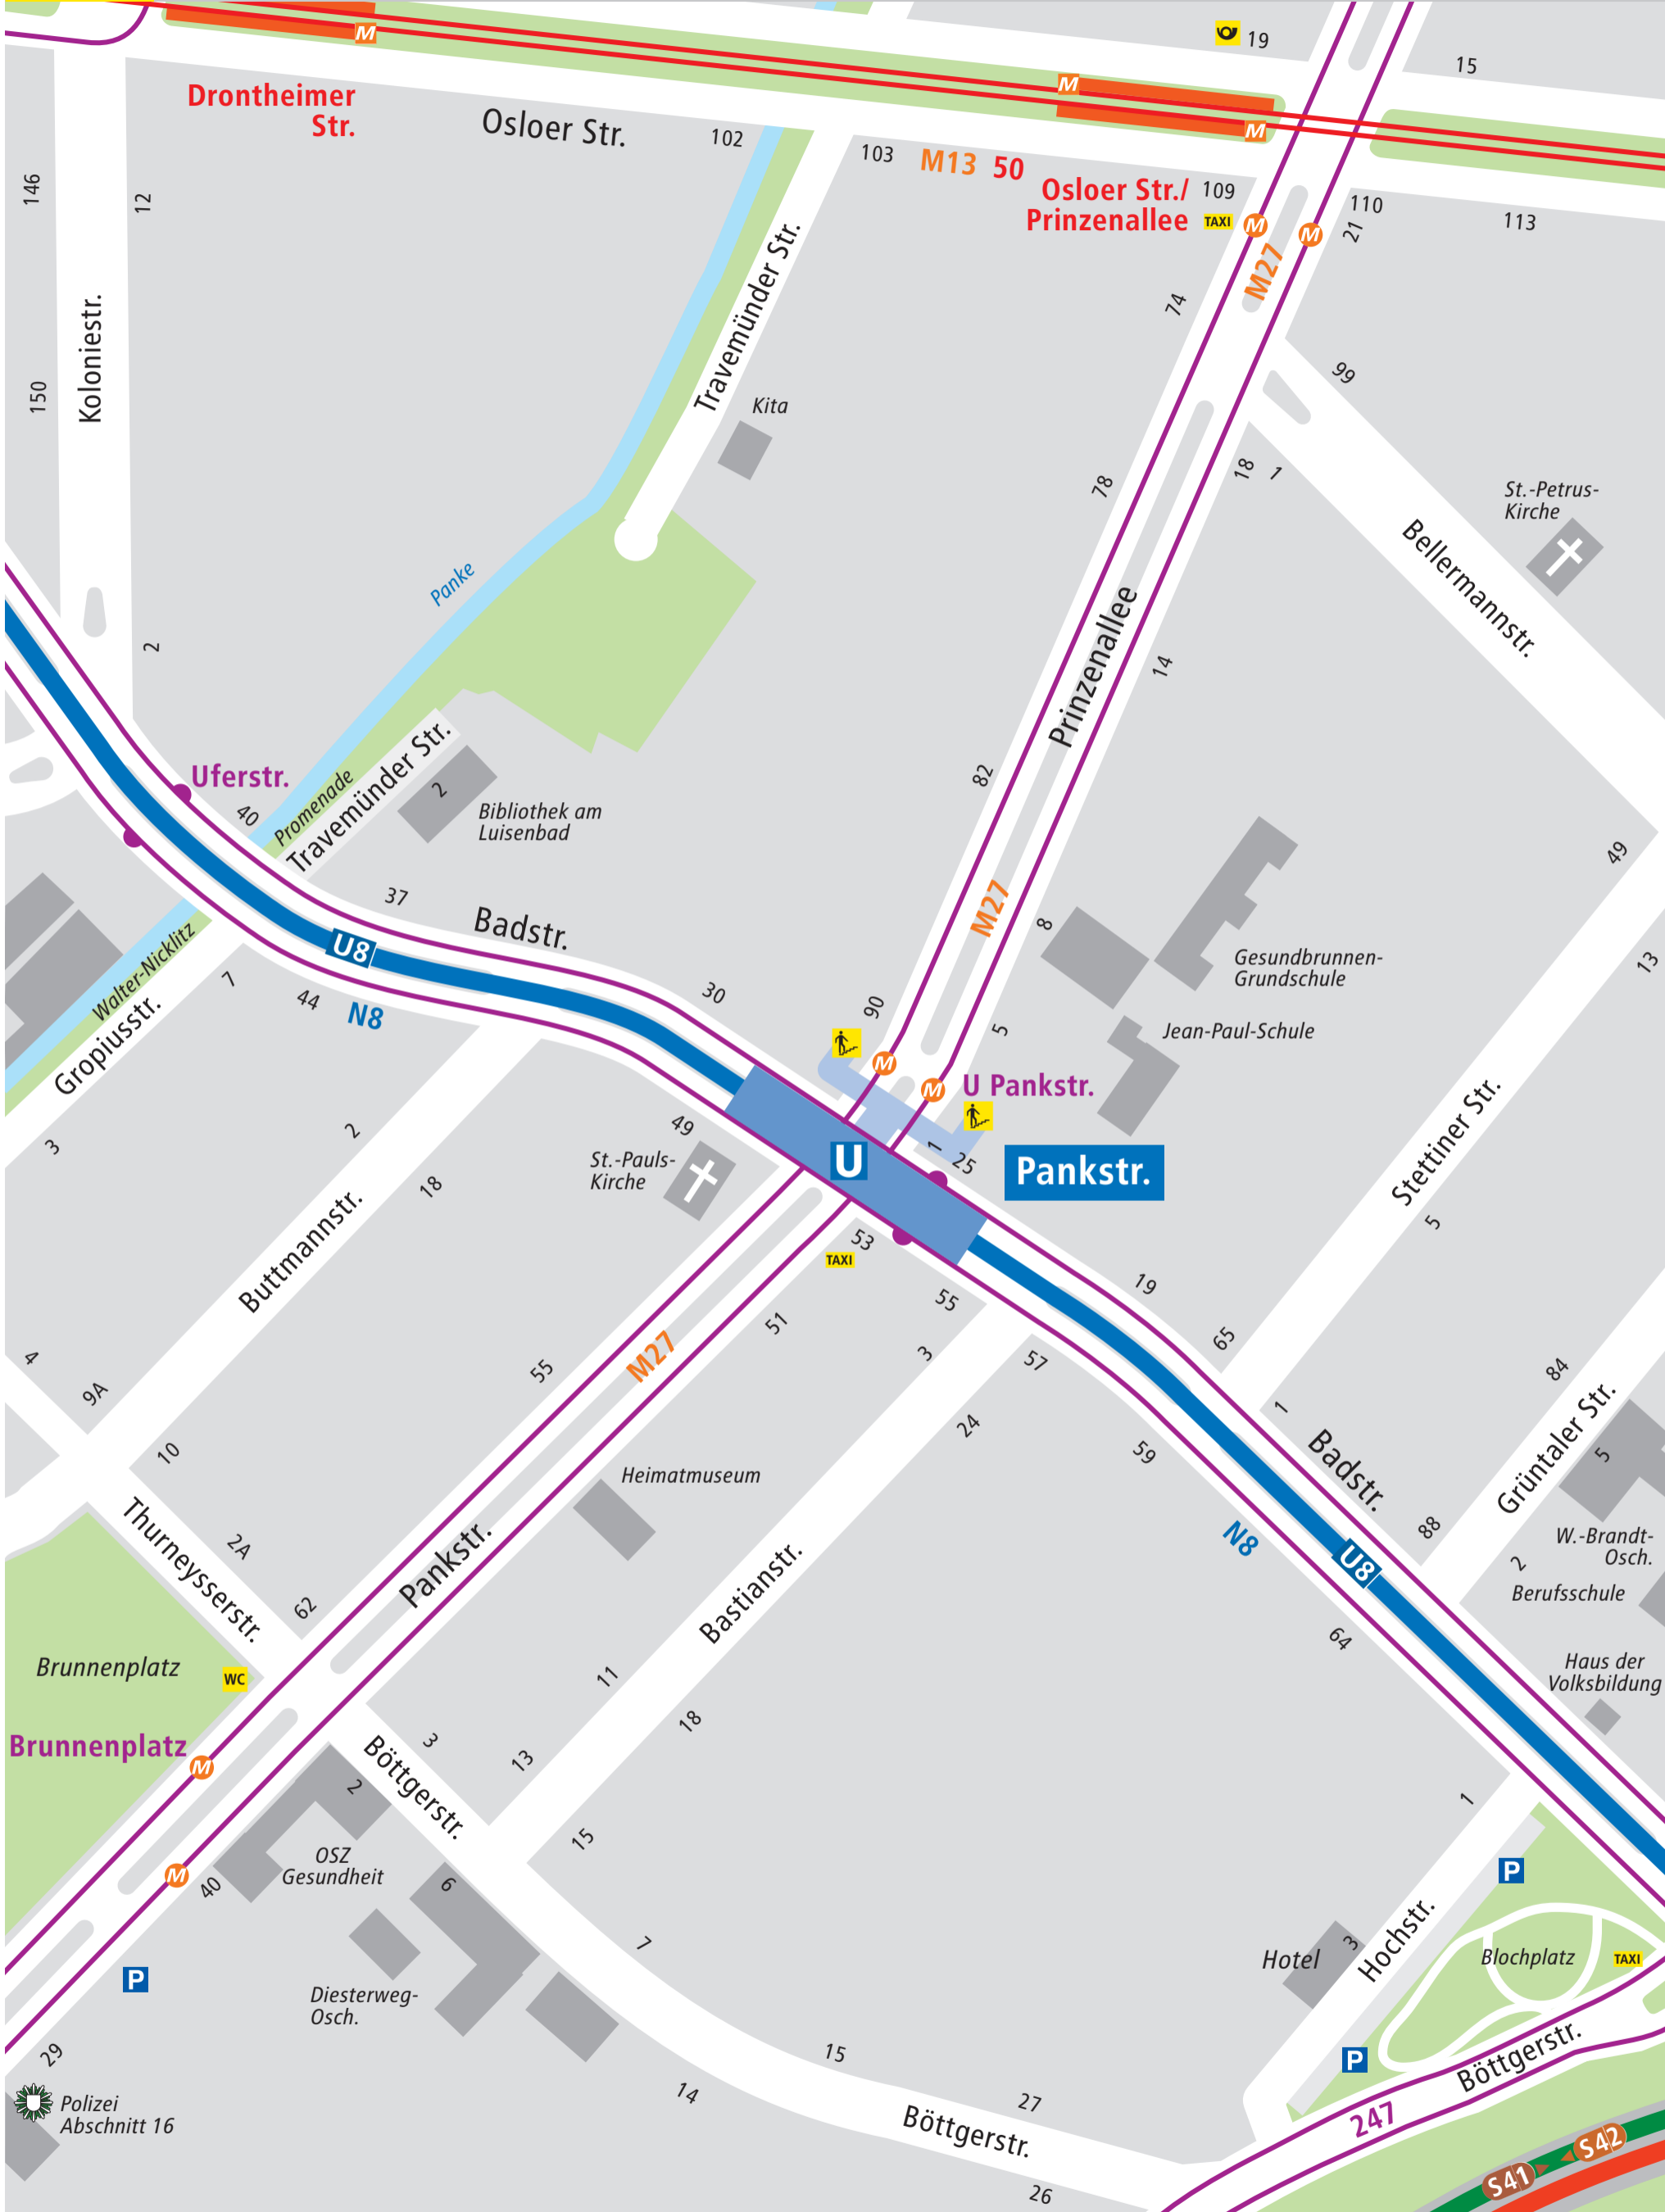 M
19
15
M
Drontheimer
Str.
Osloer Str.
102
103
M13 50
M
Osloer Str./
Prinzenallee
109
TAXI
M
M
M27
110
21
113
146
12
150
Koloniestr.
2
Travemünder Str.
Kita
74
78
99
18
1
St.-Petrus-
Kirche
Bellermannstr.
Panke
Prinzenallee
14
82
Uferstr.
40
Promenade
Travemünder Str.
2
Bibliothek am
Luisenbad
37
Badstr.
U8
N8
Walter-Nicklitz
Gropiusstr.
7
44
30
90
M27
8
5
Gesundbrunnen-
Grundschule
Jean-Paul-Schule
49
13
M
M
U Pankstr.
1
25
U
Pankstr.
3
2
18
Buttmannstr.
49
St.-Pauls-
Kirche
53
TAXI
55
Stettiner Str.
5
19
65
1
4
9A
10
55
M27
51
3
57
24
59
Badstr.
84
Grüntaler Str.
5
88
2
W.-Brandt-
Osch.
Berufsschule
Haus der
Volksbildung
N8
U8
64
Heimatmuseum
Thurneysserstr.
2A
62
Pankstr.
Bastianstr.
11
18
Brunnenplatz
WC
Brunnenplatz
M
M
3
13
Böttgerstr.
2
OSZ
Gesundheit
40
15
6
7
P
Diesterweg-
Osch.
29
Polizei
Abschnitt 16
1
P
Hotel
3
Hochstr.
Blochplatz
TAXI
P
Böttgerstr.
247
15
14
27
Böttgerstr.
26
S41
S42